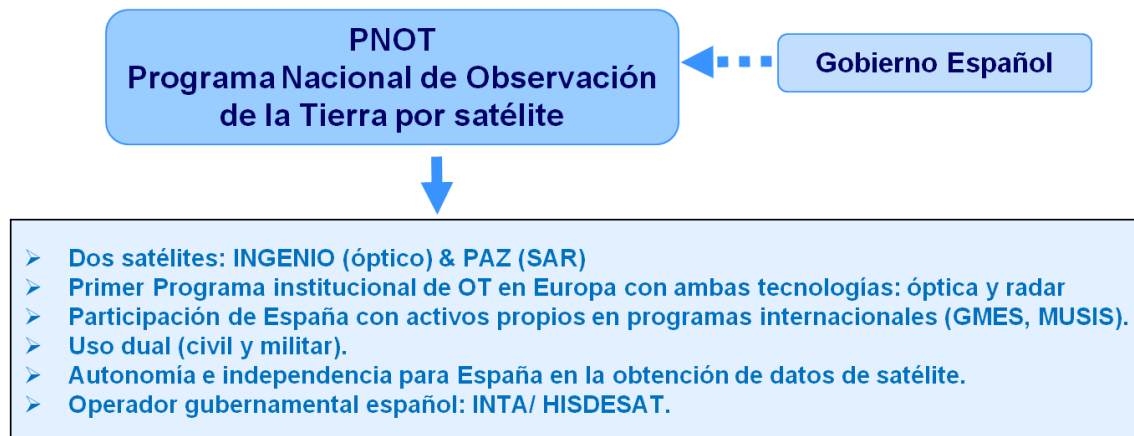 PNOT
Programa Nacional de Observación
de la Tierra por satélite
Gobierno Español
➢ Dos satélites: INGENIO (óptico) & PAZ (SAR)
➢ Primer Programa institucional de OT en Europa con ambas tecnologías: óptica y radar
➢ Participación de España con activos propios en programas internacionales (GMES, MUSIS).
➢ Uso dual (civil y militar).
➢ Autonomía e independencia para España en la obtención de datos de satélite.
➢ Operador gubernamental español: INTA/ HISDESAT.